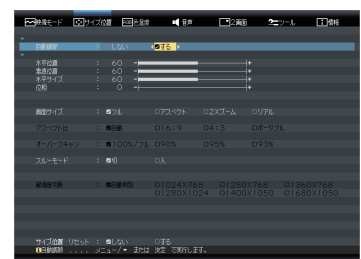 映像モード サイズ位置 色温度 音声 2画面 ツール 情報
自動調節 : □しない ☑する
水平位置 : 60 - +
垂直位置 : 60 - +
水平サイズ : 60 - +
位相 : 0 - +
画面サイズ : ☑フル □アスペクト □2Xズーム □リアル
アスペクト比 : ☑自動 □16:9 □4:3 □ポータブル
オーバースキャン : ☑100%/フル □98% □95% □93%
スルーモード : ☑切 □入
解像度切換 : ☑自動判別 □1024X768 □1280X768 □1360X768
□1280X1024 □1400X1050 □1680X1050
サイズ位置 リセット : ☑しない □する
自動調節 .... メニュー/▼ または 決定 で実行します。